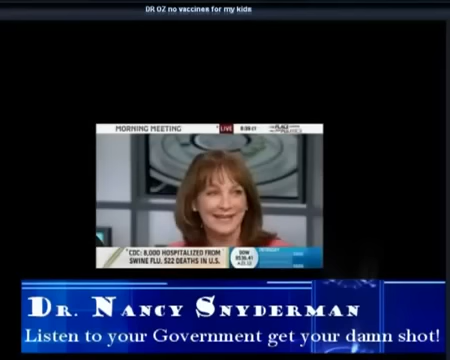 DR OZ no vaccines for my kids
MORNING MEETING
LIVE
CDC: 8,000 HOSPITALIZED FROM
SWINE FLU, 522 DEATHS IN U.S.
DOW
DR. NANCY SNYDERMAN
Listen to your Government get your damn shot!